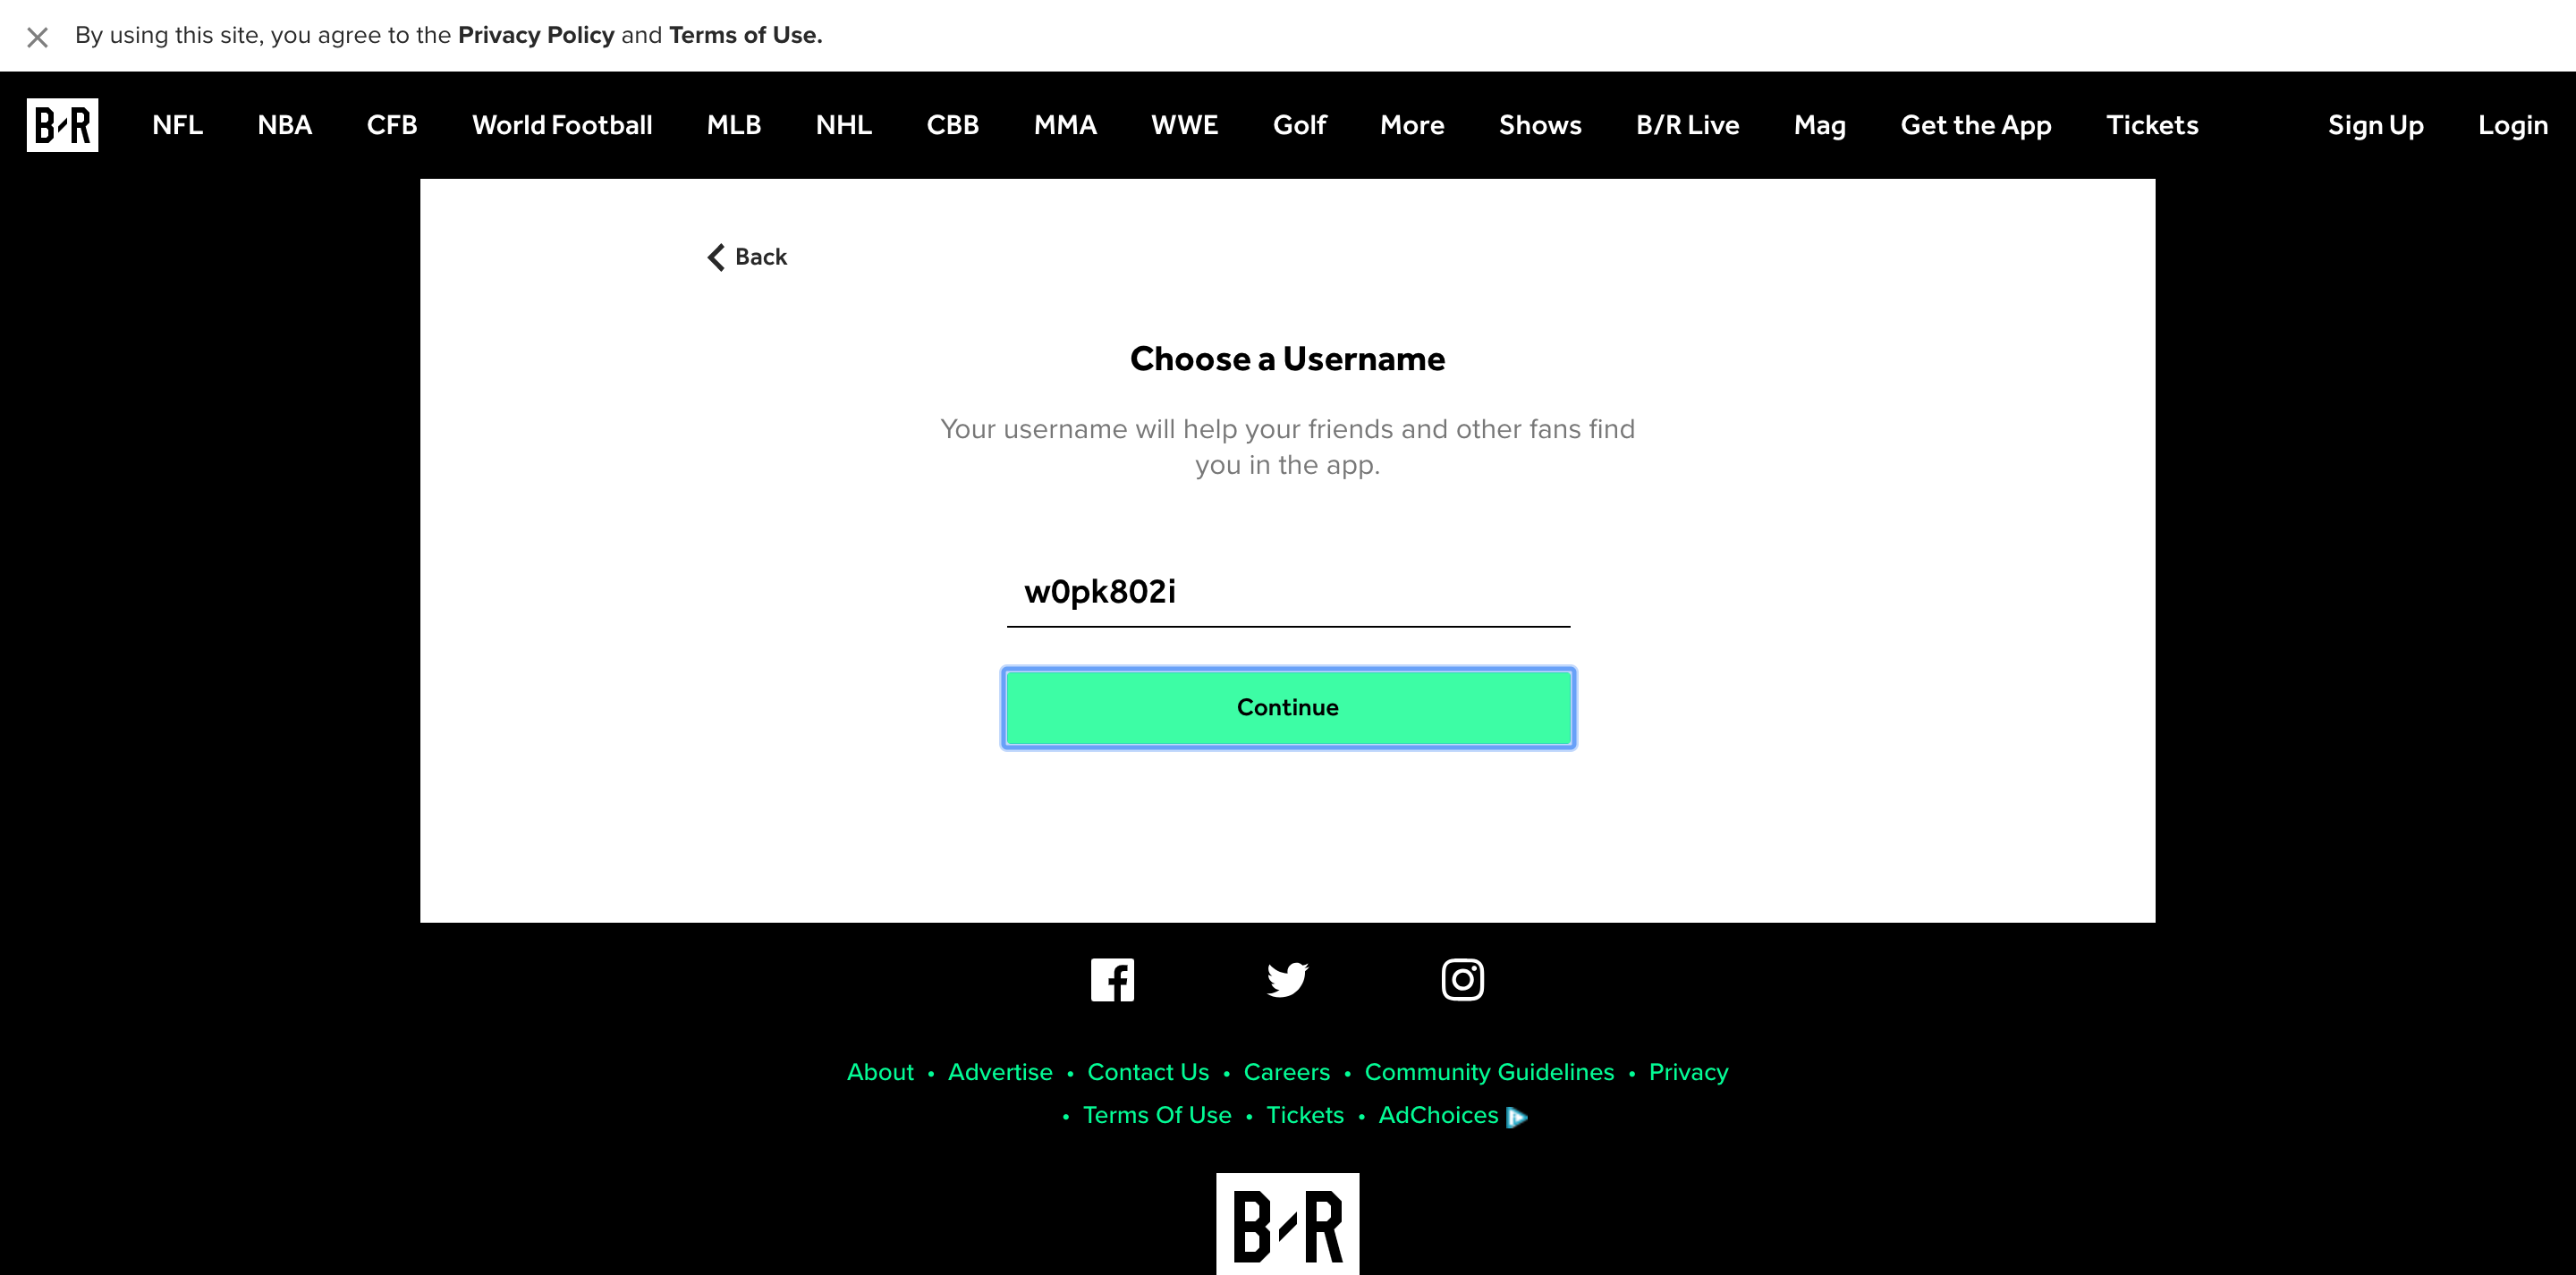 By using this site, you agree to the Privacy Policy and Terms of Use.
B/R NFL NBA CFB World Football MLB NHL CBB MMA WWE Golf More Shows B/R Live Mag Get the App Tickets Sign Up Login
Back
Choose a Username
Your username will help your friends and other fans find
you in the app.
w0pk802i
Continue
About • Advertise • Contact Us • Careers • Community Guidelines • Privacy
• Terms Of Use • Tickets • AdChoices
B/R